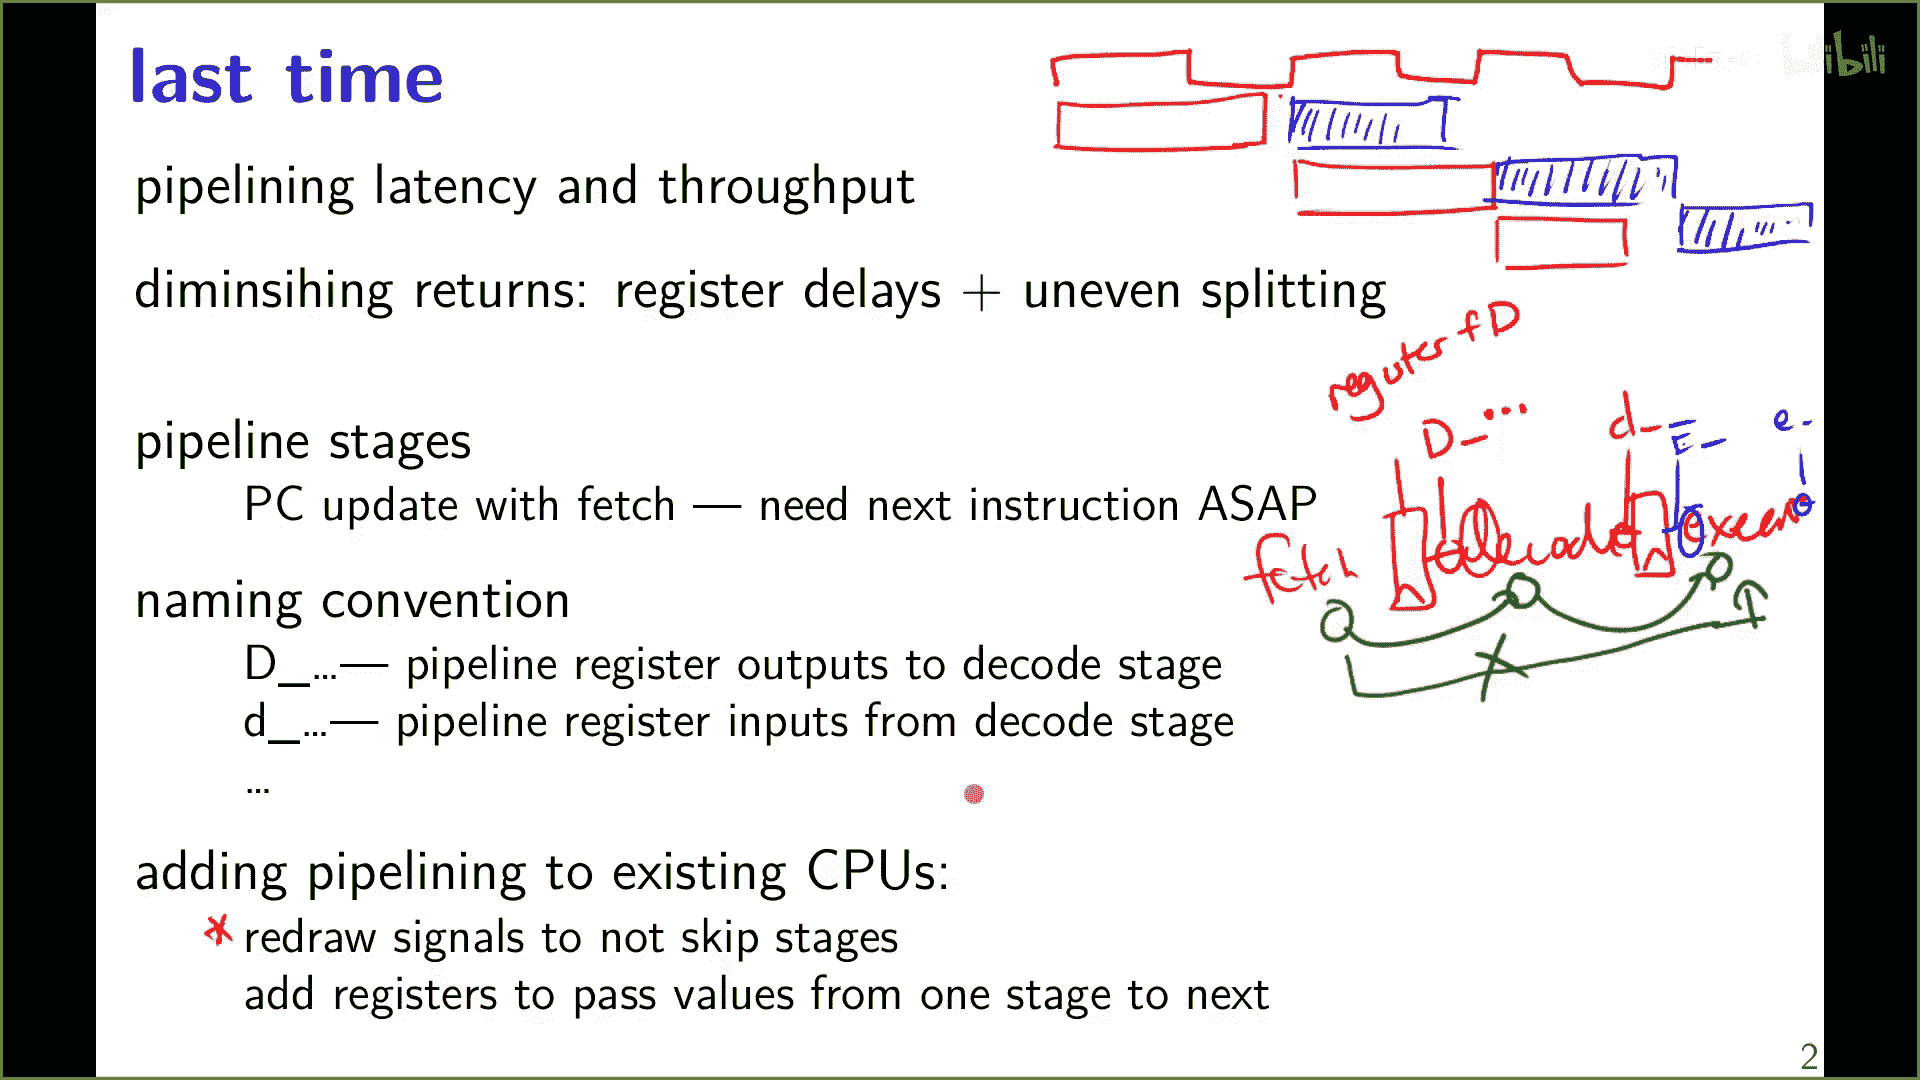 last time
pipelining latency and throughput
diminsihing returns: register delays + uneven splitting
register fD
D_...
d_
E_
e-
pipeline stages
PC update with fetch — need next instruction ASAP
fetch
decode
naming convention
D_...— pipeline register outputs to decode stage
d_...— pipeline register inputs from decode stage
...
adding pipelining to existing CPUs:
* redraw signals to not skip stages
add registers to pass values from one stage to next
2